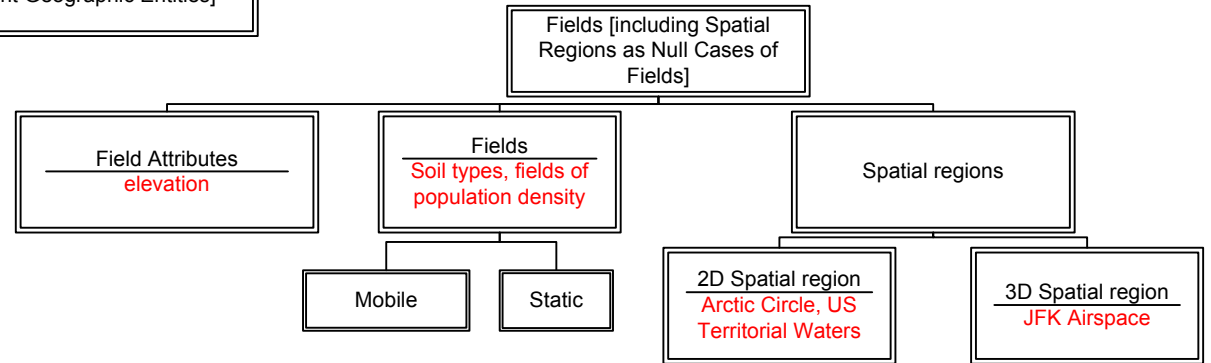 Geographic Entities]
Fields [including Spatial
Regions as Null Cases of
Fields]
Field Attributes
elevation
Fields
Soil types, fields of
population density
Spatial regions
Mobile
Static
2D Spatial region
Arctic Circle, US
Territorial Waters
3D Spatial region
JFK Airspace